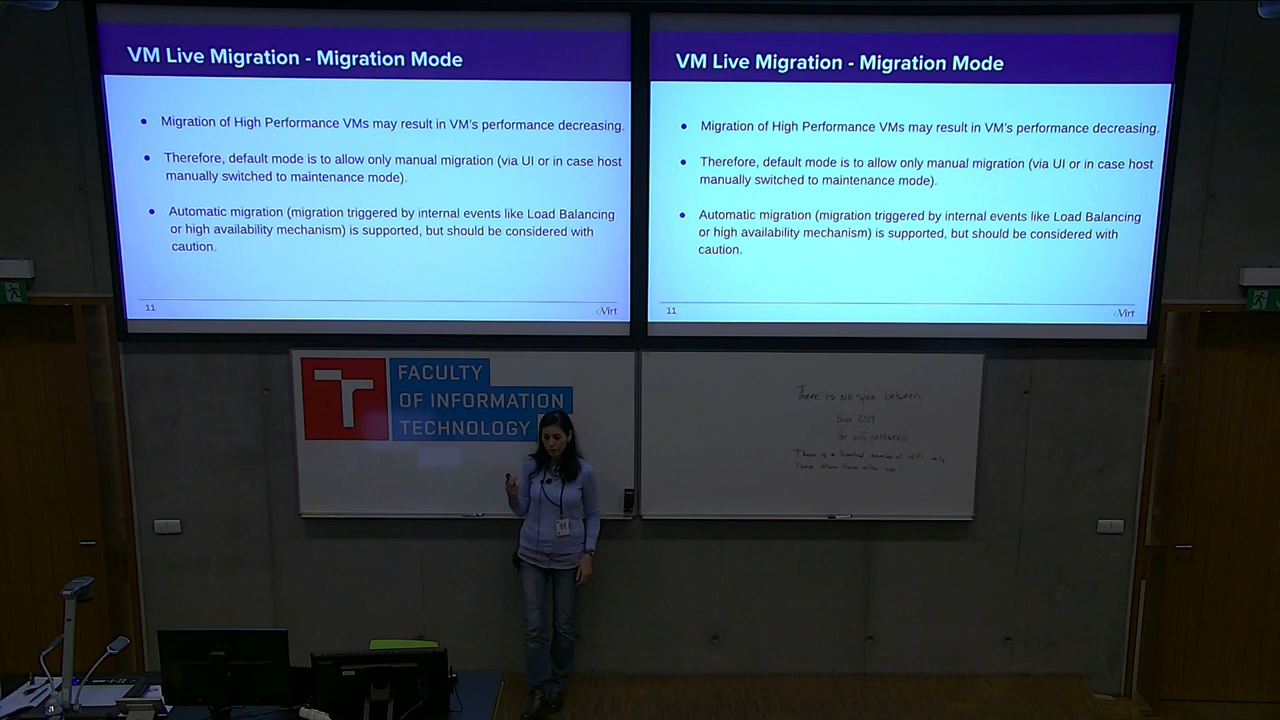 VM Live Migration - Migration Mode
● Migration of High Performance VMs may result in VM's performance decreasing.
● Therefore, default mode is to allow only manual migration (via UI or in case host
manually switched to maintenance mode).
● Automatic migration (migration triggered by internal events like Load Balancing
or high availability mechanism) is supported, but should be considered with
caution.
11
oVirt
VM Live Migration - Migration Mode
● Migration of High Performance VMs may result in VM's performance decreasing.
● Therefore, default mode is to allow only manual migration (via UI or in case host
manually switched to maintenance mode).
● Automatic migration (migration triggered by internal events like Load Balancing
or high availability mechanism) is supported, but should be considered with
caution.
11
oVirt
T
FACULTY
OF INFORMATION
TECHNOLOGY
There is NO space between
There is a limited number of